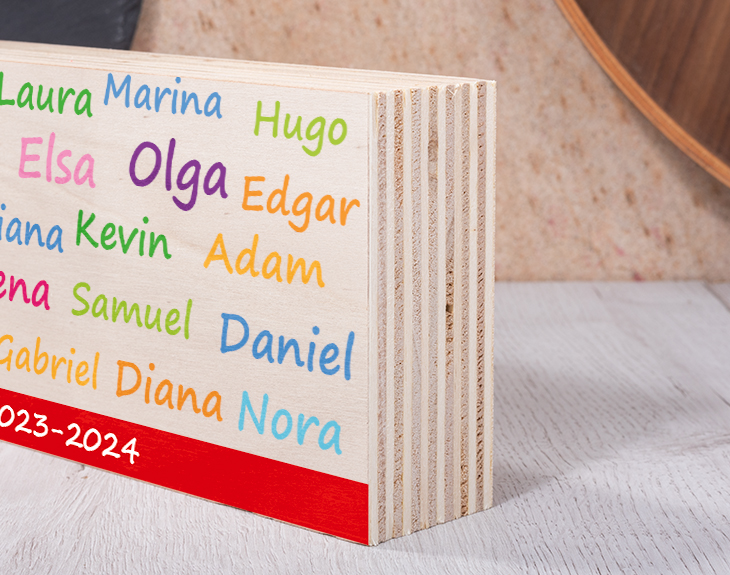 Laura Marina Hugo
Elsa Olga Edgar
iana Kevin Adam
ena Samuel Daniel
Gabriel Diana Nora
023-2024